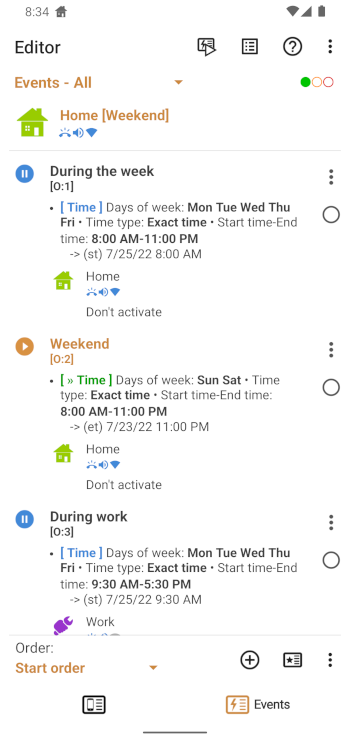 8:34
Editor
Events - All
Home [Weekend]
During the week
[O:1]
• [ Time ] Days of week: Mon Tue Wed Thu
Fri • Time type: Exact time • Start time-End
time: 8:00 AM-11:00 PM
-> (st) 7/25/22 8:00 AM
Home
Don't activate
Weekend
[O:2]
• [ » Time ] Days of week: Sun Sat • Time
type: Exact time • Start time-End time:
8:00 AM-11:00 PM
-> (et) 7/23/22 11:00 PM
Home
Don't activate
During work
[O:3]
• [ Time ] Days of week: Mon Tue Wed Thu
Fri • Time type: Exact time • Start time-End
time: 9:30 AM-5:30 PM
-> (st) 7/25/22 9:30 AM
Work
Order:
Start order
Events